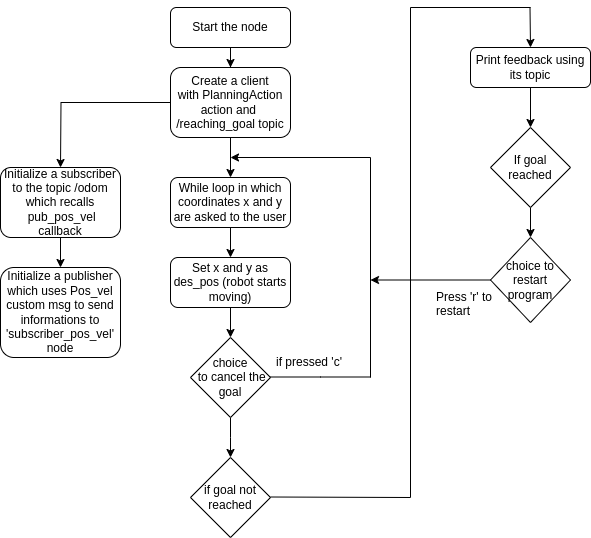 Start the node
Create a client
with PlanningAction
action and
/reaching_goal topic
Initialize a subscriber
to the topic /odom
which recalls
pub_pos_vel
callback
Initialize a publisher
which uses Pos_vel
custom msg to send
informations to
'subscriber_pos_vel'
node
While loop in which
coordinates x and y
are asked to the user
Set x and y as
des_pos (robot starts
moving)
choice
to cancel the
goal
if pressed 'c'
if goal not
reached
Print feedback using
its topic
If goal
reached
choice to
restart
program
Press 'r' to
restart